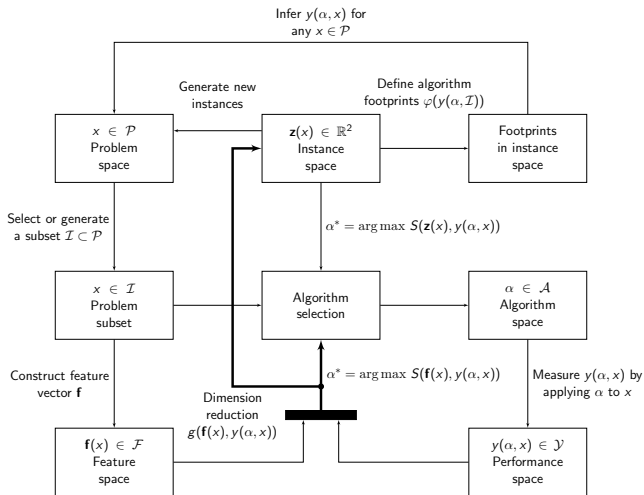 Infer y(α, x) for
any x ∈ 𝒫
Generate new
instances
Define algorithm
footprints φ(y(α, ℐ))
x ∈ 𝒫
Problem
space
z(x) ∈ ℝ²
Instance
space
Footprints
in instance
space
Select or generate
a subset ℐ ⊂ 𝒫
α* = arg max S(z(x), y(α, x))
x ∈ ℐ
Problem
subset
Algorithm
selection
α ∈ 𝒜
Algorithm
space
Construct feature
vector f
α* = arg max S(f(x), y(α, x))
Measure y(α, x) by
applying α to x
Dimension
reduction
g(f(x), y(α, x))
f(x) ∈ ℱ
Feature
space
y(α, x) ∈ 𝒴
Performance
space